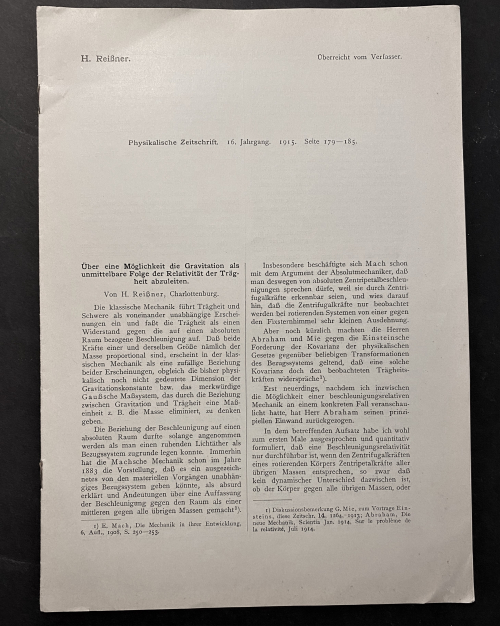 H. Reißner.
Überreicht vom Verfasser.
Physikalische Zeitschrift. 16. Jahrgang. 1915. Seite 179—185.
Über eine Möglichkeit die Gravitation als
unmittelbare Folge der Relativität der Träg-
heit abzuleiten.
Von H. Reißner, Charlottenburg.
Die klassische Mechanik führt Trägheit und
Schwere als voneinander unabhängige Erschei-
nungen ein und faßt die Trägheit als einen
Widerstand gegen die auf einen absoluten
Raum bezogene Beschleunigung auf. Daß beide
Kräfte einer und derselben Größe nämlich der
Masse proportional sind, erscheint in der klas-
sischen Mechanik als eine zufällige Beziehung
beider Erscheinungen, obgleich die bisher physi-
kalisch noch nicht gedeutete Dimension der
Gravitationskonstante bzw. das merkwürdige
Gaußsche Maßsystem, das durch die Beziehung
zwischen Gravitation und Trägheit eine Maß-
einheit z. B. die Masse eliminiert, zu denken
geben.
Die Beziehung der Beschleunigung auf einen
absoluten Raum durfte solange angenommen
werden als man einen ruhenden Lichtäther als
Bezugssystem zugrunde legen konnte. Immerhin
hat die Machsche Mechanik schon im Jahre
1883 die Vorstellung, daß es ein ausgezeich-
netes von den materiellen Vorgängen unabhän-
giges Bezugssystem geben könnte, als absurd
erklärt und Andeutungen über eine Auffassung
der Beschleunigung gegen den Raum als einer
mittleren gegen alle übrigen Massen gemacht¹).
1) E. Mach, Die Mechanik in ihrer Entwicklung,
6. Aufl., 1908, S. 250—255.
Insbesondere beschäftigte sich Mach schon
mit dem Argument der Absolutmechaniker, daß
man deswegen von absoluten Zentripetalbeschleu-
nigungen sprechen dürfe, weil sie durch Zentri-
fugalkräfte erkennbar seien, und wies darauf
hin, daß die Zentrifugalkräfte nur beobachtet
werden bei rotierenden Systemen von einer gegen
den Fixsternhimmel sehr kleinen Ausdehnung.
Aber noch kürzlich machten die Herren
Abraham und Mie gegen die Einsteinsche
Forderung der Kovarianz der physikalischen
Gesetze gegenüber beliebigen Transformationen
des Bezugssystems geltend, daß eine solche
Kovarianz doch den beobachteten Trägheits-
kräften widerspräche¹).
Erst neuerdings, nachdem ich inzwischen
die Möglichkeit einer beschleunigungsrelativen
Mechanik an einem konkreten Fall veranschau-
licht hatte, hat Herr Abraham seinen prinzi-
piellen Einwand zurückgezogen.
In dem betreffenden Aufsatz habe ich wohl
zum ersten Male ausgesprochen und quantitativ
formuliert, daß eine Beschleunigungsrelativität
nur durchführbar ist, wenn den Zentrifugalkräften
eines rotierenden Körpers Zentripetalkräfte aller
übrigen Massen entsprechen, so zwar daß
kein dynamischer Unterschied dazwischen ist,
ob der Körper gegen alle übrigen Massen, oder
1) Diskussionsbemerkung G. Mie, zum Vortrage Ein-
steins, diese Zeitschr. 14, 1264, 1913; Abraham, Die
neue Mechanik, Scientia Jan. 1914, Sur le problème de
la relativité, Juli 1914.